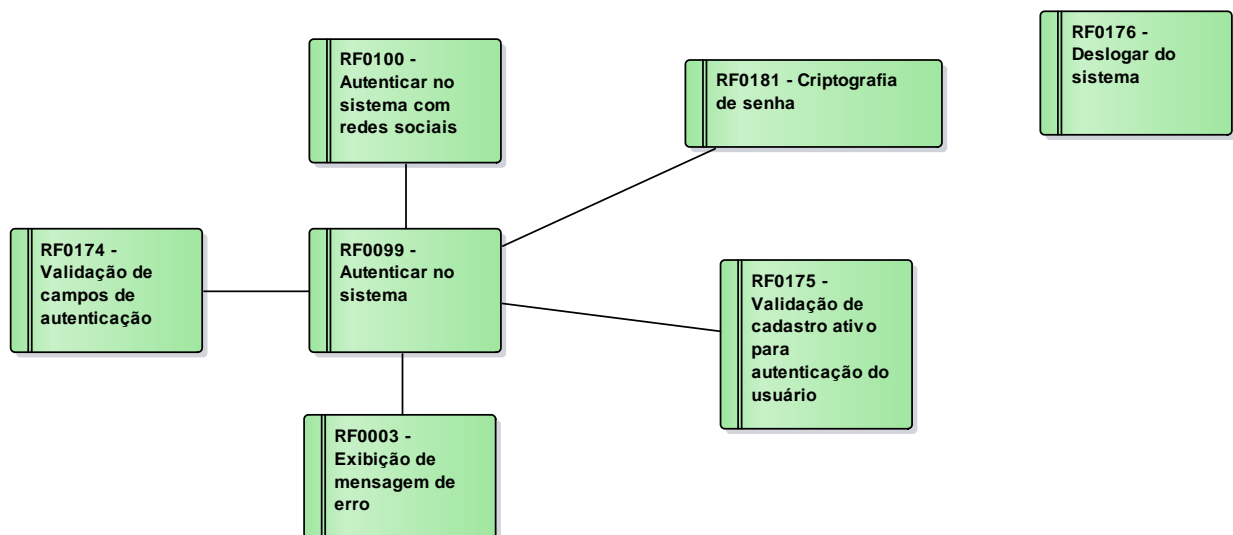 RF0176 -
Deslogar do
sistema
RF0100 -
Autenticar no
sistema com
redes sociais
RF0181 - Criptografia
de senha
RF0174 -
Validação de
campos de
autenticação
RF0099 -
Autenticar no
sistema
RF0175 -
Validação de
cadastro ativo
para
autenticação do
usuário
RF0003 -
Exibição de
mensagem de
erro